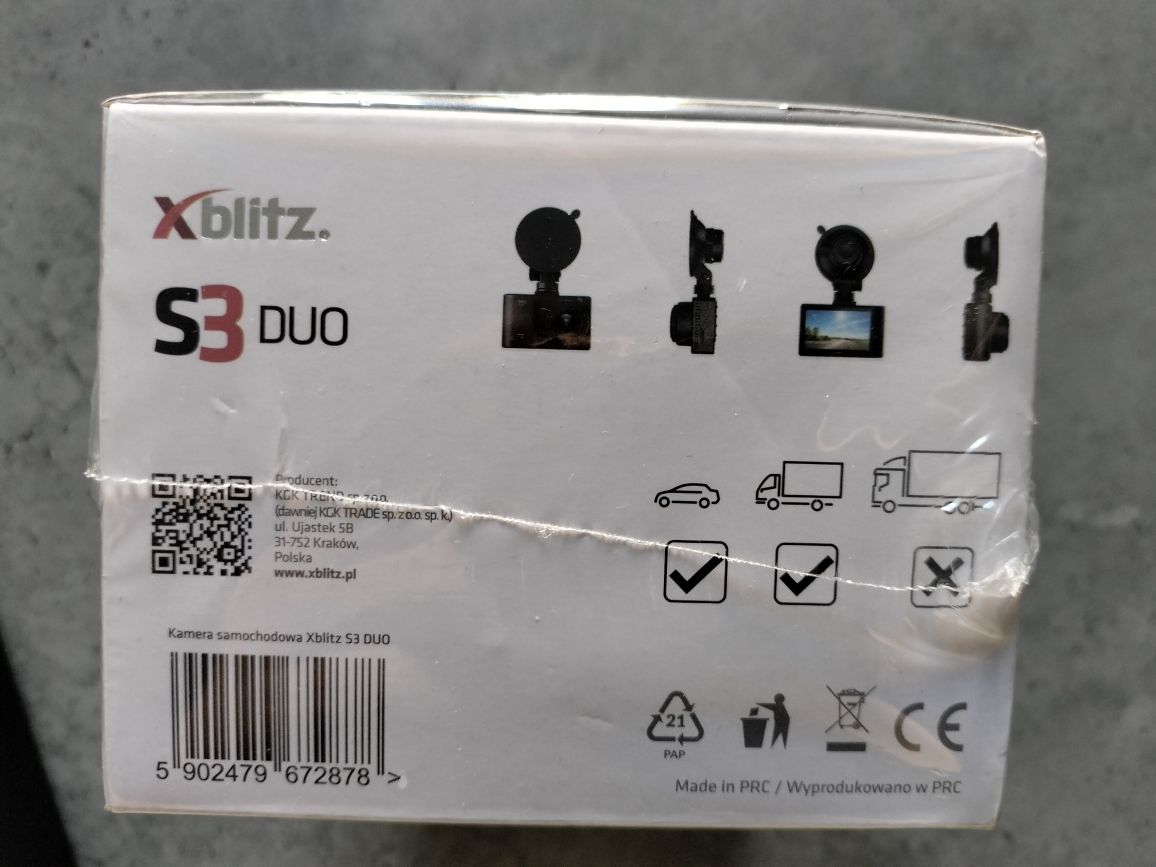 Xblitz.
S3 DUO
Producent:
KGK TREND sp. z o.o.
(dawniej KGK TRADE sp. z o.o. sp. k.)
ul. Ujastek 5B
31-752 Kraków,
Polska
www.xblitz.pl
Kamera samochodowa Xblitz S3 DUO
5 902479 672878 >
21
PAP
CE
Made in PRC / Wyprodukowano w PRC